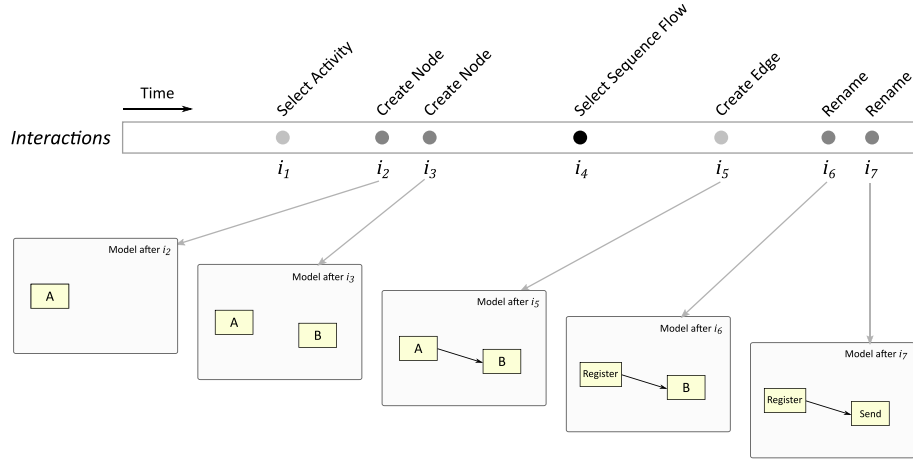 Select Activity
Create Node
Create Node
Select Sequence Flow
Create Edge
Rename
Rename
Time
Interactions
i1
i2
i3
i4
i5
i6
i7
Model after i2
A
Model after i3
A
B
Model after i5
A
B
Model after i6
Register
B
Model after i7
Register
Send